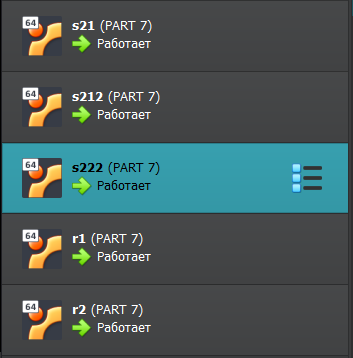 64
s21 (PART 7)
Работает
64
s212 (PART 7)
Работает
64
s222 (PART 7)
Работает
64
r1 (PART 7)
Работает
64
r2 (PART 7)
Работает